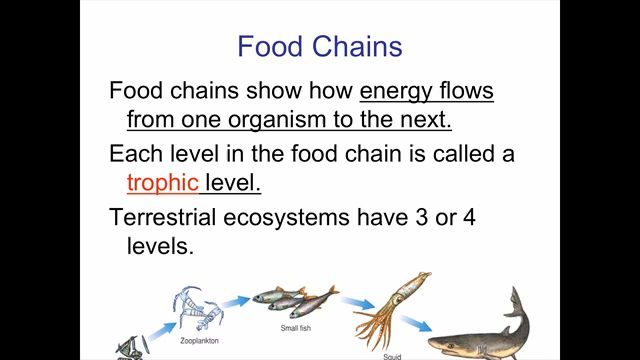 Food Chains
Food chains show how energy flows
from one organism to the next.
Each level in the food chain is called a
trophic level.
Terrestrial ecosystems have 3 or 4
levels.
Zooplankton
Small fish
Squid